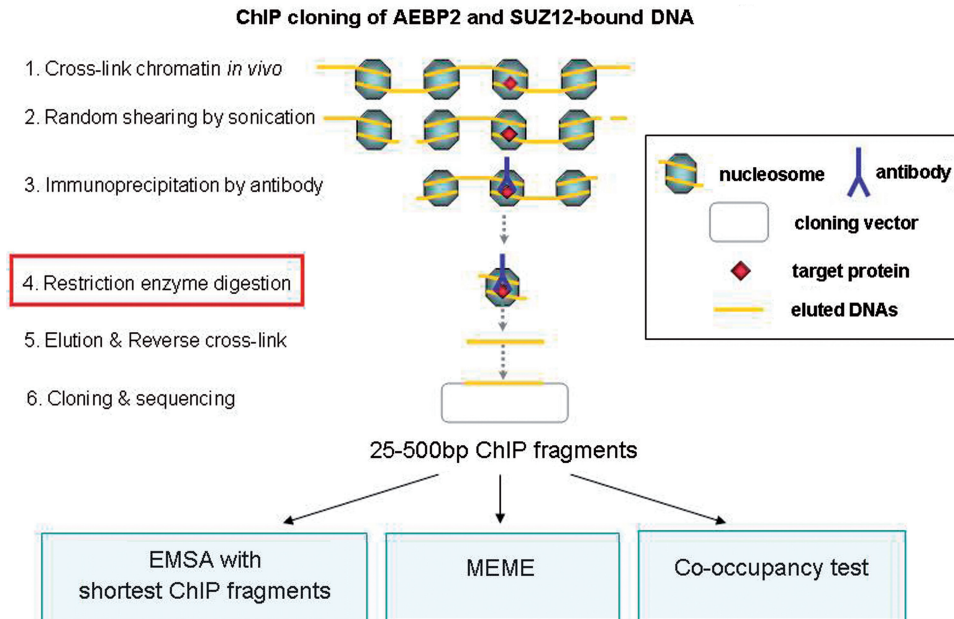 ChIP cloning of AEBP2 and SUZ12-bound DNA
1. Cross-link chromatin in vivo
2. Random shearing by sonication
3. Immunoprecipitation by antibody
4. Restriction enzyme digestion
5. Elution & Reverse cross-link
6. Cloning & sequencing
nucleosome
antibody
cloning vector
target protein
eluted DNAs
25-500bp ChIP fragments
EMSA with
shortest ChIP fragments
MEME
Co-occupancy test